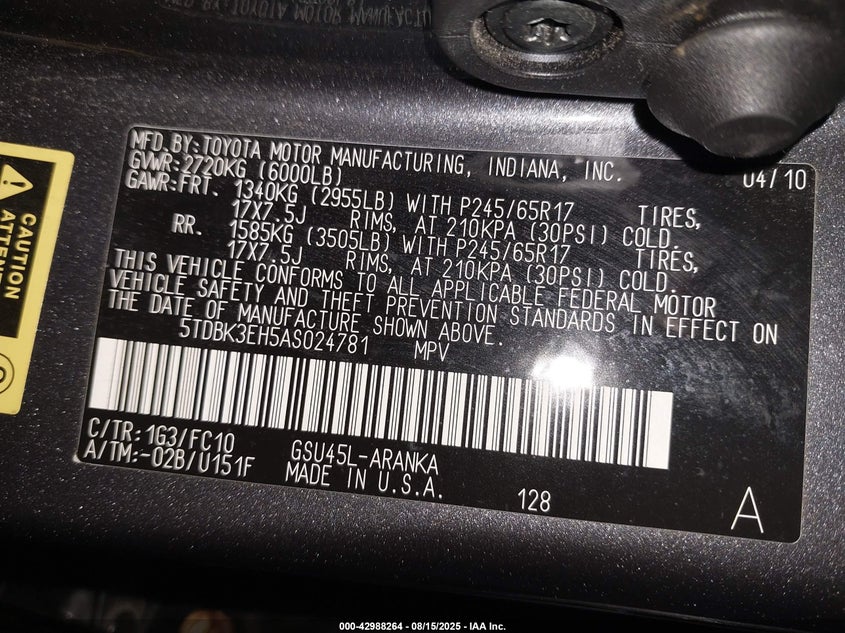 MFD. BY: TOYOTA MOTOR MANUFACTURING, INDIANA, INC. 04/10
GVWR: 2720KG (6000LB)
GAWR: FRT. 1340KG (2955LB) WITH P245/65R17 TIRES,
17X7.5J RIMS, AT 210KPA (30PSI) COLD.
RR. 1585KG (3505LB) WITH P245/65R17 TIRES,
17X7.5J RIMS, AT 210KPA (30PSI) COLD.
THIS VEHICLE CONFORMS TO ALL APPLICABLE FEDERAL MOTOR
VEHICLE SAFETY AND THEFT PREVENTION STANDARDS IN EFFECT ON
THE DATE OF MANUFACTURE SHOWN ABOVE.
5TDBK3EH5AS024781 MPV
C/TR: 1G3/FC10 GSU45L-ARANKA
A/TM:-02B/U151F MADE IN U.S.A.
128 A
CAUTION
000-42988264 - 08/15/2025 - IAA Inc.